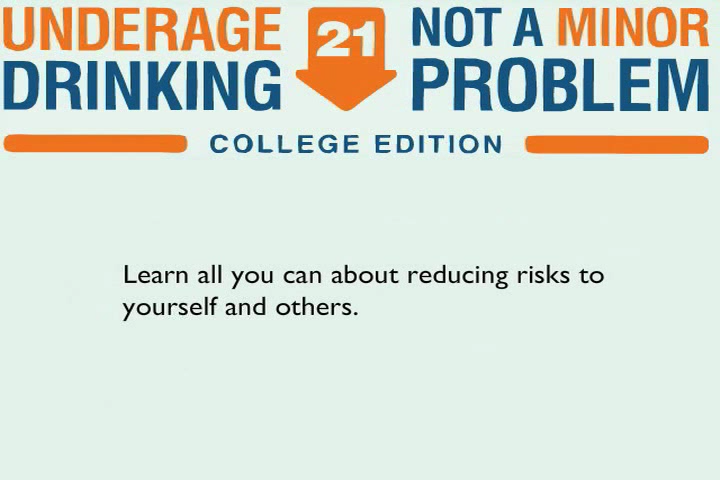 UNDERAGE 21 NOT A MINOR
DRINKING PROBLEM
COLLEGE EDITION
Learn all you can about reducing risks to
yourself and others.